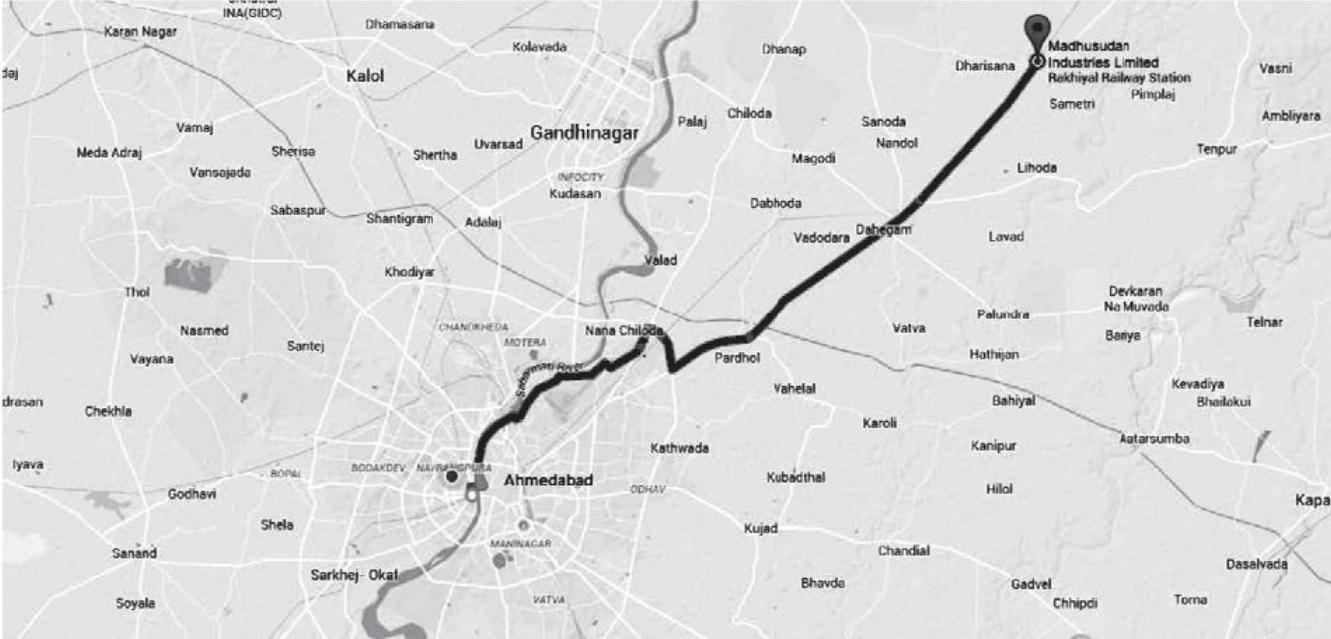 INA(GIDC)
Dhamasana
Karan Nagar
Kolavada
Dhanap
Madhusudan
Industries Limited
Rakhiyal Railway Station
Dharisana
Vasni
daj
Kalol
Pimplaj
Sametri
Chiloda
Palaj
Sanoda
Ambliyara
Vamaj
Gandhinagar
Nandol
Uvarsad
Meda Adraj
Sherisa
Shertha
Magodi
Tenpur
Vansajada
INFOCITY
Kudasan
Lihoda
Sabaspur
Shantigram
Adalaj
Dabhoda
Vadodara
Dahegam
Lavad
Valad
Khodiyar
Thol
Devkaran
Na Muvada
Palundra
Telnar
Nasmed
CHANDKHEDA
Nana Chiloda
Vatva
Bariya
Santej
MOTERA
Vayana
Pardhol
Hathijan
Sabarmati River
Vahelal
Kevadiya
Bhailakui
drasan
Chekhla
Bahiyal
Karoli
Kathwada
Kanipur
Aatarsumba
Iyava
BOPAL
BODAKDEV
NAVRANGPURA
Ahmedabad
Kubadthal
ODHAV
Hilol
Godhavi
Kapa
Shela
Kujad
MANINAGAR
Sanand
Chandial
Dasalvada
Sarkhej- Okaf
Bhavda
Gadvel
Soyala
VATVA
Chhipdi
Torna